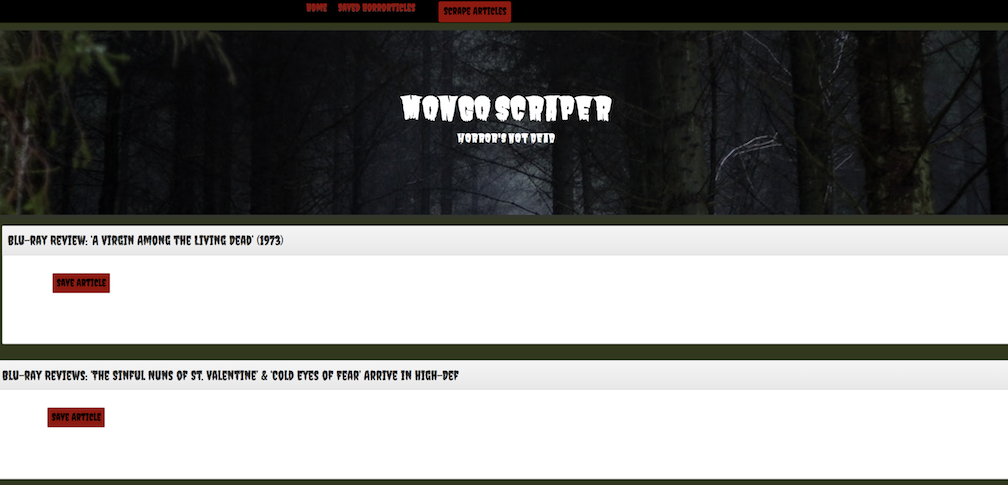 HOME SAVED HORRORTICLES SCRAPE ARTICLES
MONGO SCRAPER
HORROR'S NOT DEAD
BLU-RAY REVIEW: 'A VIRGIN AMONG THE LIVING DEAD' (1973)
SAVE ARTICLE
BLU-RAY REVIEWS: 'THE SINFUL NUNS OF ST. VALENTINE' & 'COLD EYES OF FEAR' ARRIVE IN HIGH-DEF
SAVE ARTICLE